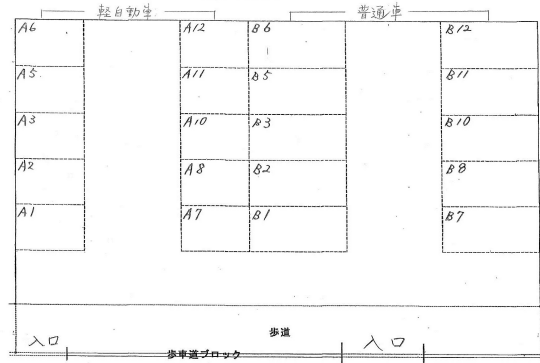 軽自動車 普通車
A6 A12 B6 B12
A5 A11 B5 B11
A3 A10 B3 B10
A2 A8 B2 B8
A1 A7 B1 B7
歩道
入口 入口
歩車道ブロック